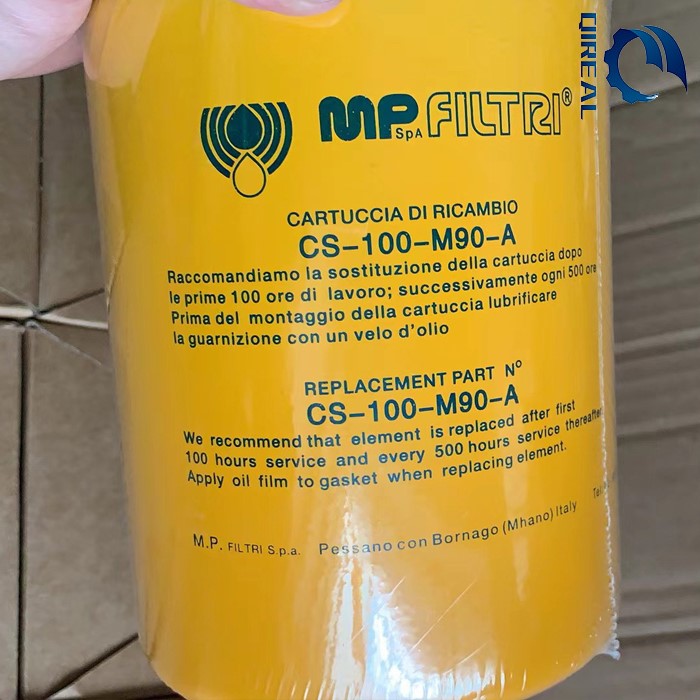 QIREAL
MP SpA FILTRI®
CARTUCCIA DI RICAMBIO
CS-100-M90-A
Raccomandiamo la sostituzione della cartuccia dopo
le prime 100 ore di lavoro; successivamente ogni 500 ore
Prima del montaggio della cartuccia lubrificare
la guarnizione con un velo d'olio
REPLACEMENT PART N°
CS-100-M90-A
We recommend that element is replaced after first
100 hours service and every 500 hours service thereafter
Apply oil film to gasket when replacing element.
M.P. FILTRI S.p.a. Pessano con Bornago (Mhano) Italy Tel